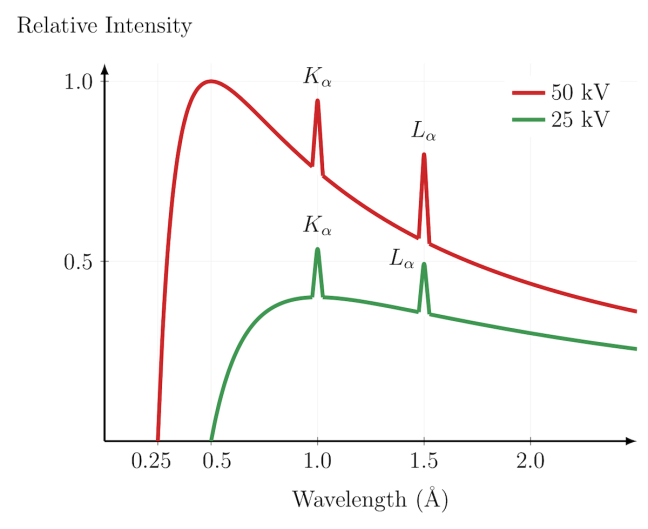 Relative Intensity
1.0
0.5
K_α
L_α
K_α
L_α
50 kV
25 kV
0.25 0.5 1.0 1.5 2.0
Wavelength (Å)